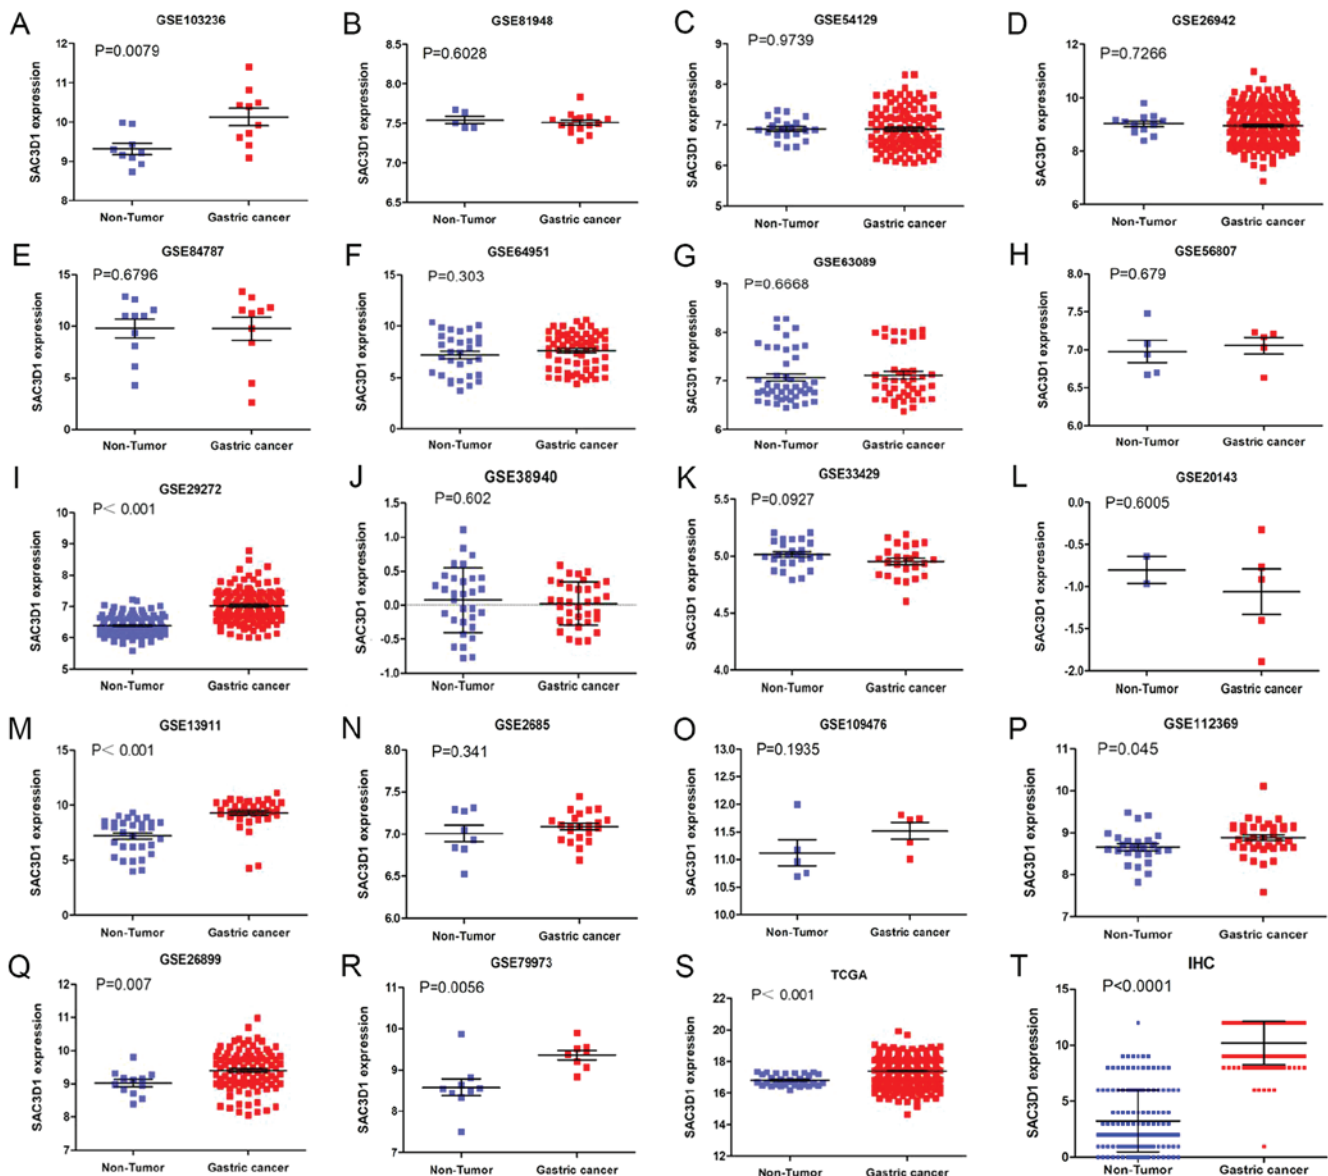 A
GSE103236
P=0.0079
SAC3D1 expression
12
11
10
9
8
Non-Tumor Gastric cancer
B
GSE81948
P=0.6028
SAC3D1 expression
8.5
8.0
7.5
7.0
6.5
Non-Tumor Gastric cancer
C
GSE54129
P=0.9739
SAC3D1 expression
9
8
7
6
5
Non-Tumor Gastric cancer
D
GSE26942
P=0.7266
SAC3D1 expression
12
10
8
6
Non-Tumor Gastric cancer
E
GSE84787
P=0.6796
SAC3D1 expression
15
10
5
0
Non-Tumor Gastric cancer
F
GSE64951
P=0.303
SAC3D1 expression
15
10
5
0
Non-Tumor Gastric cancer
G
GSE63089
P=0.6668
SAC3D1 expression
9
8
7
6
Non-Tumor Gastric cancer
H
GSE56807
P=0.679
SAC3D1 expression
8.0
7.5
7.0
6.5
6.0
Non-Tumor Gastric cancer
I
GSE29272
P< 0.001
SAC3D1 expression
10
9
8
7
6
5
Non-Tumor Gastric cancer
J
GSE38940
P=0.602
SAC3D1 expression
1.5
1.0
0.5
0.0
-0.5
-1.0
Non-Tumor Gastric cancer
K
GSE33429
P=0.0927
SAC3D1 expression
5.5
5.0
4.5
4.0
Non-Tumor Gastric cancer
L
GSE20143
P=0.6005
SAC3D1 expression
0.0
-0.5
-1.0
-1.5
-2.0
Non-Tumor Gastric cancer
M
GSE13911
P< 0.001
SAC3D1 expression
15
10
5
0
Non-Tumor Gastric cancer
N
GSE2685
P=0.341
SAC3D1 expression
8.0
7.5
7.0
6.5
6.0
Non-Tumor Gastric cancer
O
GSE109476
P=0.1935
SAC3D1 expression
13.0
12.5
12.0
11.5
11.0
10.5
10.0
Non-Tumor Gastric cancer
P
GSE112369
P=0.045
SAC3D1 expression
11
10
9
8
7
Non-Tumor Gastric cancer
Q
GSE26899
P=0.007
SAC3D1 expression
12
11
10
9
8
7
Non-Tumor Gastric cancer
R
GSE79973
P=0.0056
SAC3D1 expression
11
10
9
8
7
Non-Tumor Gastric cancer
S
TCGA
P< 0.001
SAC3D1 expression
22
20
18
16
14
12
Non-Tumor Gastric cancer
T
IHC
P<0.0001
SAC3D1 expression
15
10
5
0
Non-Tumor Gastric cancer